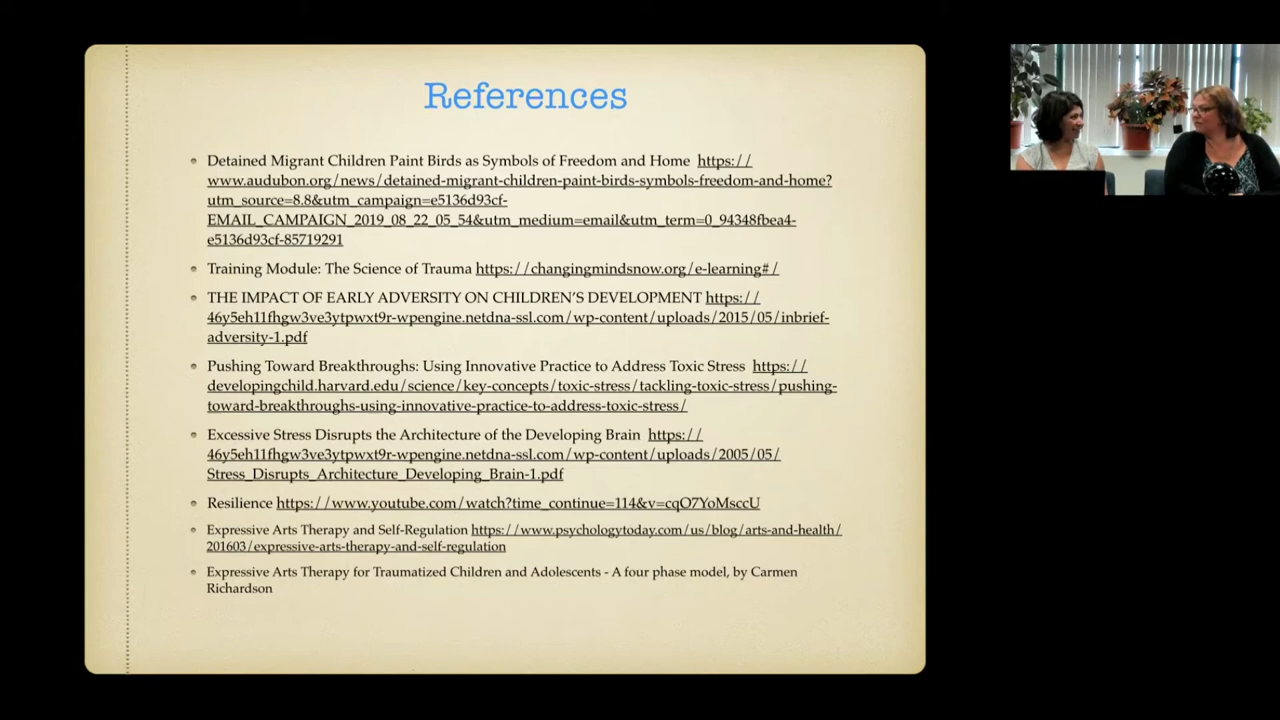 References
Detained Migrant Children Paint Birds as Symbols of Freedom and Home https://
www.audubon.org/news/detained-migrant-children-paint-birds-symbols-freedom-and-home?
utm_source=8.8&utm_campaign=e5136d93cf-
EMAIL_CAMPAIGN_2019_08_22_05_54&utm_medium=email&utm_term=0_94348fbea4-
e5136d93cf-85719291
Training Module: The Science of Trauma https://changingmindsnow.org/e-learning#/
THE IMPACT OF EARLY ADVERSITY ON CHILDREN'S DEVELOPMENT https://
46y5eh11fhgw3ve3ytpwxt9r-wpengine.netdna-ssl.com/wp-content/uploads/2015/05/inbrief-
adversity-1.pdf
Pushing Toward Breakthroughs: Using Innovative Practice to Address Toxic Stress https://
developingchild.harvard.edu/science/key-concepts/toxic-stress/tackling-toxic-stress/pushing-
toward-breakthroughs-using-innovative-practice-to-address-toxic-stress/
Excessive Stress Disrupts the Architecture of the Developing Brain https://
46y5eh11fhgw3ve3ytpwxt9r-wpengine.netdna-ssl.com/wp-content/uploads/2005/05/
Stress_Disrupts_Architecture_Developing_Brain-1.pdf
Resilience https://www.youtube.com/watch?time_continue=114&v=cqO7YoMsccU
Expressive Arts Therapy and Self-Regulation https://www.psychologytoday.com/us/blog/arts-and-health/
201603/expressive-arts-therapy-and-self-regulation
Expressive Arts Therapy for Traumatized Children and Adolescents - A four phase model, by Carmen
Richardson